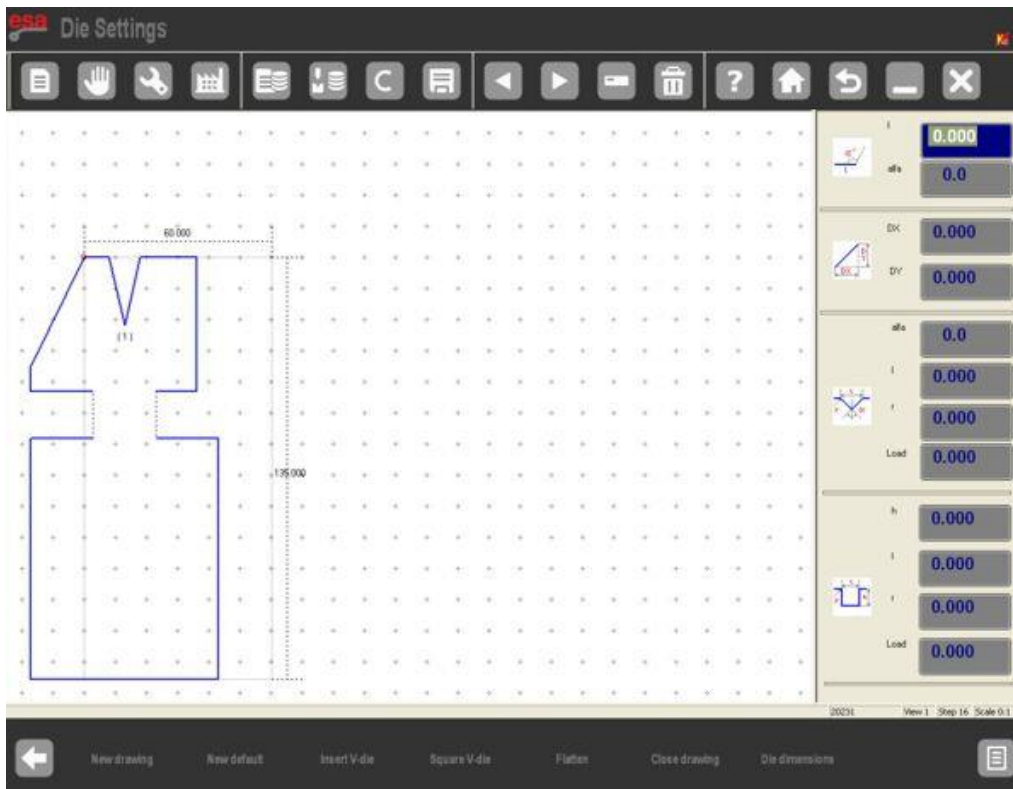 esa Die Settings
C
?
60.000
(1)
135.000
l 0.000
alfa 0.0
DX 0.000
DY 0.000
alfa 0.0
l 0.000
r 0.000
Load 0.000
h 0.000
l 0.000
r 0.000
Load 0.000
20231 View 1 Step 16 Scale 0.1
New drawing New default Insert V-die Square V-die Flatten Close drawing Die dimensions